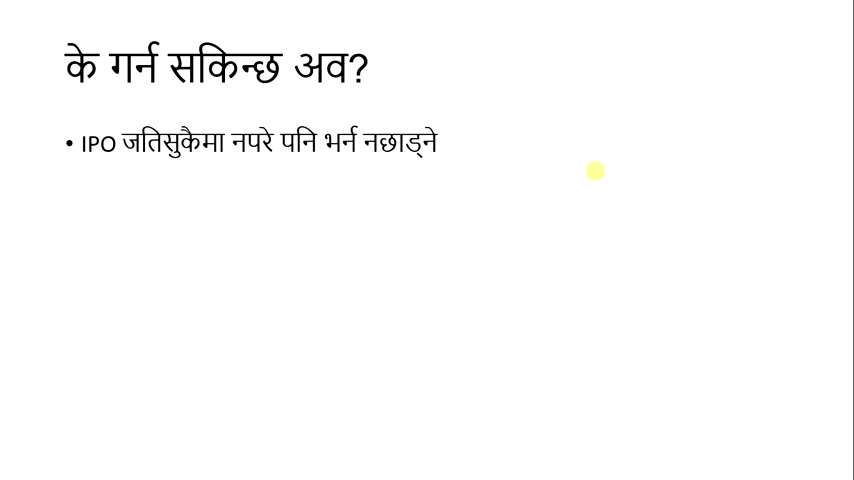 के गर्न सकिन्छ अव?
• IPO जतिसुकैमा नपरे पनि भर्न नछाड्ने